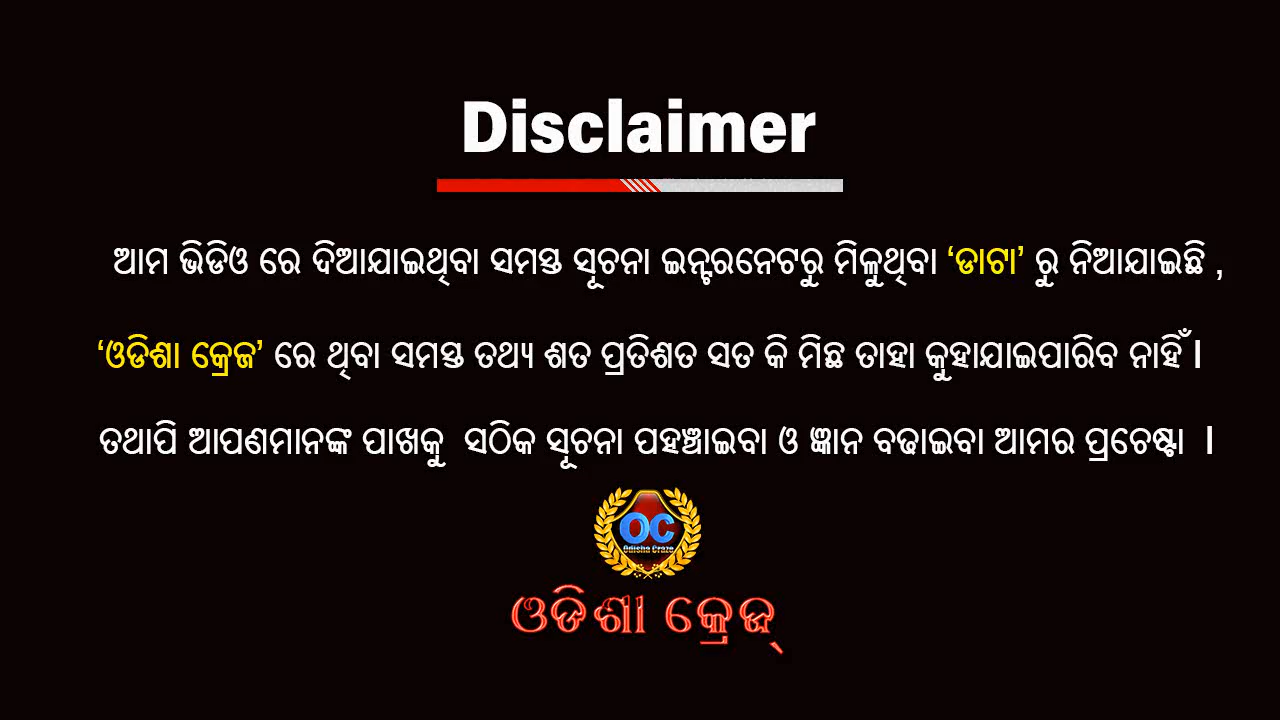 Disclaimer
ଆମ ଭିଡିଓ ରେ ଦିଆଯାଇଥିବା ସମସ୍ତ ସୂଚନା ଇନ୍ଟରନେଟରୁ ମିଳୁଥିବା ‘ଡାଟା’ ରୁ ନିଆଯାଇଛି ,
‘ଓଡିଶା କ୍ରେଜ’ ରେ ଥିବା ସମସ୍ତ ତଥ୍ୟ ଶତ ପ୍ରତିଶତ ସତ କି ମିଛ ତାହା କୁହାଯାଇପାରିବ ନାହିଁ l
ତଥାପି ଆପଣମାନଙ୍କ ପାଖକୁ ସଠିକ ସୂଚନା ପହଞ୍ଚାଇବା ଓ ଜ୍ଞାନ ବଢାଇବା ଆମର ପ୍ରଚେଷ୍ଟା l
OC
Odisha Craze
ଓଡିଶା କ୍ରେଜ୍